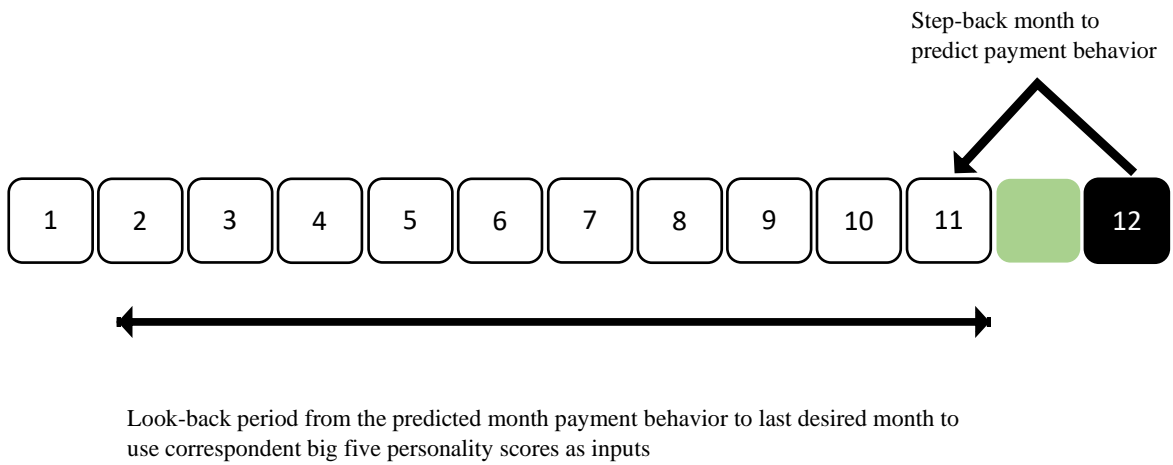 Step-back month to
predict payment behavior
1 2 3 4 5 6 7 8 9 10 11 12
Look-back period from the predicted month payment behavior to last desired month to
use correspondent big five personality scores as inputs